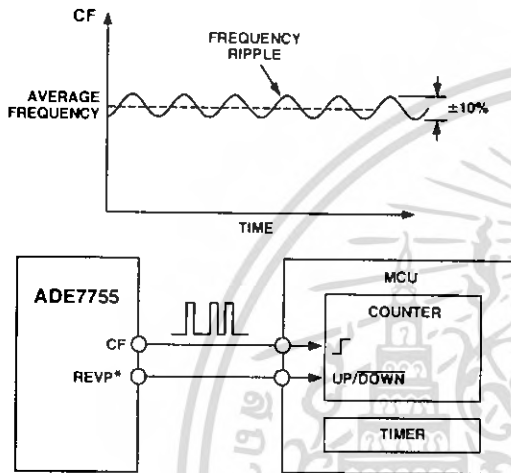 CF
FREQUENCY
RIPPLE
AVERAGE
FREQUENCY
±10%
TIME
ADE7755
CF
REVP*
MCU
COUNTER
UP/DOWN
TIMER